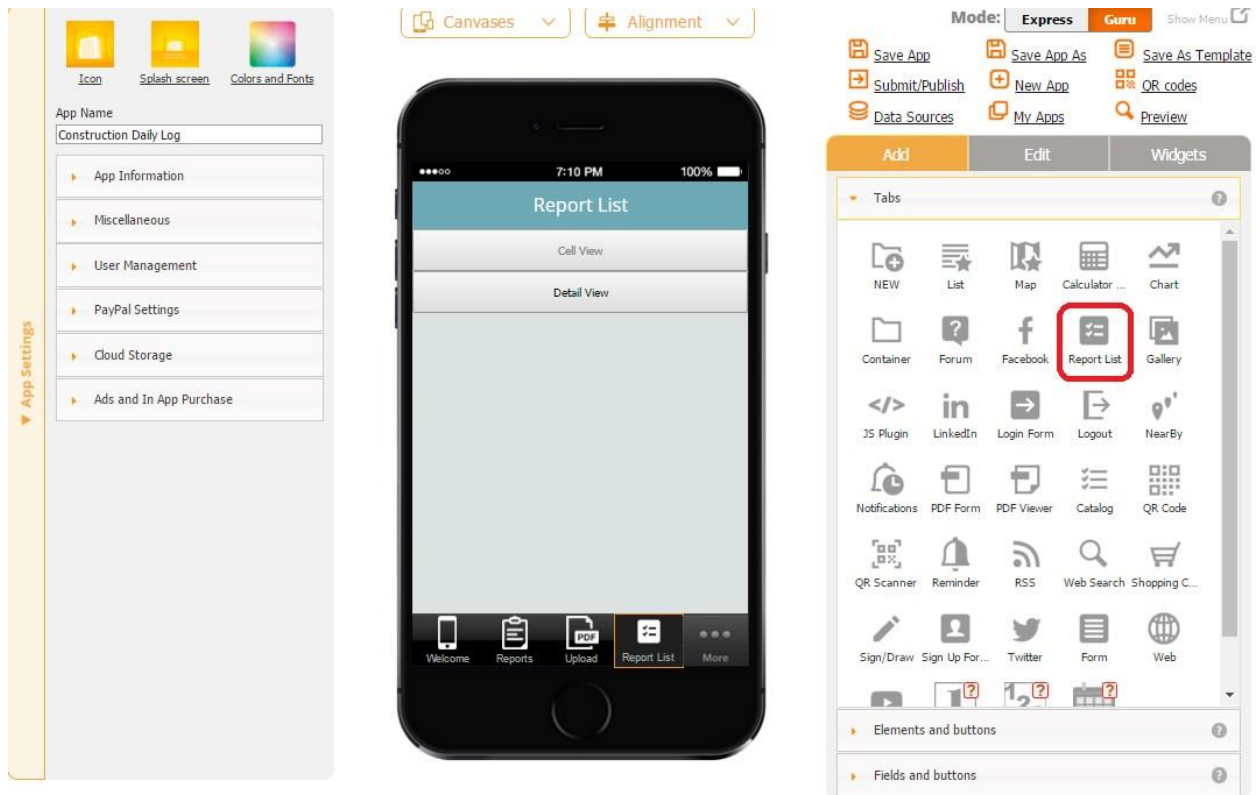 Icon
Splash screen
Colors and Fonts
App Name
Construction Daily Log
App Information
Miscellaneous
User Management
PayPal Settings
Cloud Storage
Ads and In App Purchase
App Settings
Canvases
Alignment
7:10 PM
100%
Report List
Cell View
Detail View
PDF
Welcome
Reports
Upload
Report List
More
Mode:
Express
Guru
Show Menu
Save App
Save App As
Save As Template
Submit/Publish
New App
QR codes
Data Sources
My Apps
Preview
Add
Edit
Widgets
Tabs
?
NEW
List
Map
Calculator ...
Chart
?
f
Container
Forum
Facebook
Report List
Gallery
</>
in
JS Plugin
LinkedIn
Login Form
Logout
NearBy
Notifications
PDF Form
PDF Viewer
Catalog
QR Code
QR Scanner
Reminder
RSS
Web Search
Shopping C...
Sign/Draw
Sign Up For...
Twitter
Form
Web
?
?
?
Elements and buttons
?
Fields and buttons
?